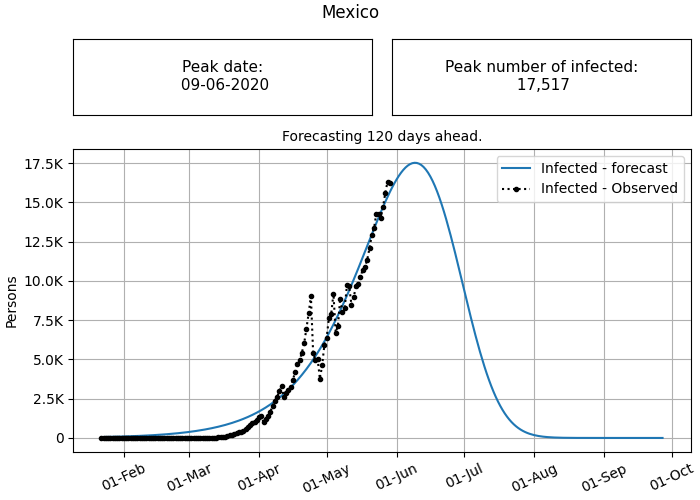 Mexico
Peak date:
09-06-2020
Peak number of infected:
17,517
Forecasting 120 days ahead.
Infected - forecast
Infected - Observed
17.5K
15.0K
12.5K
10.0K
7.5K
5.0K
2.5K
0
Persons
01-Feb
01-Mar
01-Apr
01-May
01-Jun
01-Jul
01-Aug
01-Sep
01-Oct